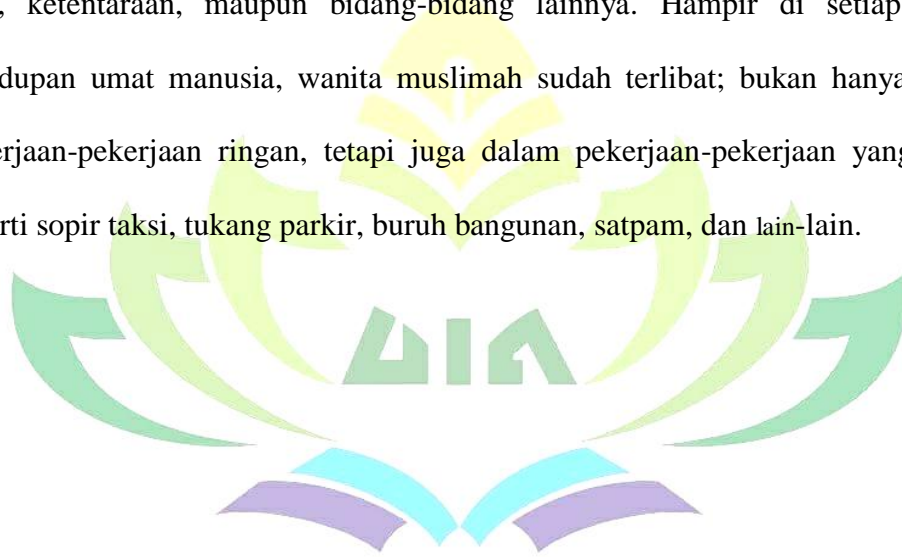 , ketentaraan, maupun bidang-bidang lainnya. Hampir di setiap
dupan umat manusia, wanita muslimah sudah terlibat; bukan hanya
erjaan-pekerjaan ringan, tetapi juga dalam pekerjaan-pekerjaan yang
rti sopir taksi, tukang parkir, buruh bangunan, satpam, dan lain-lain.
UIN